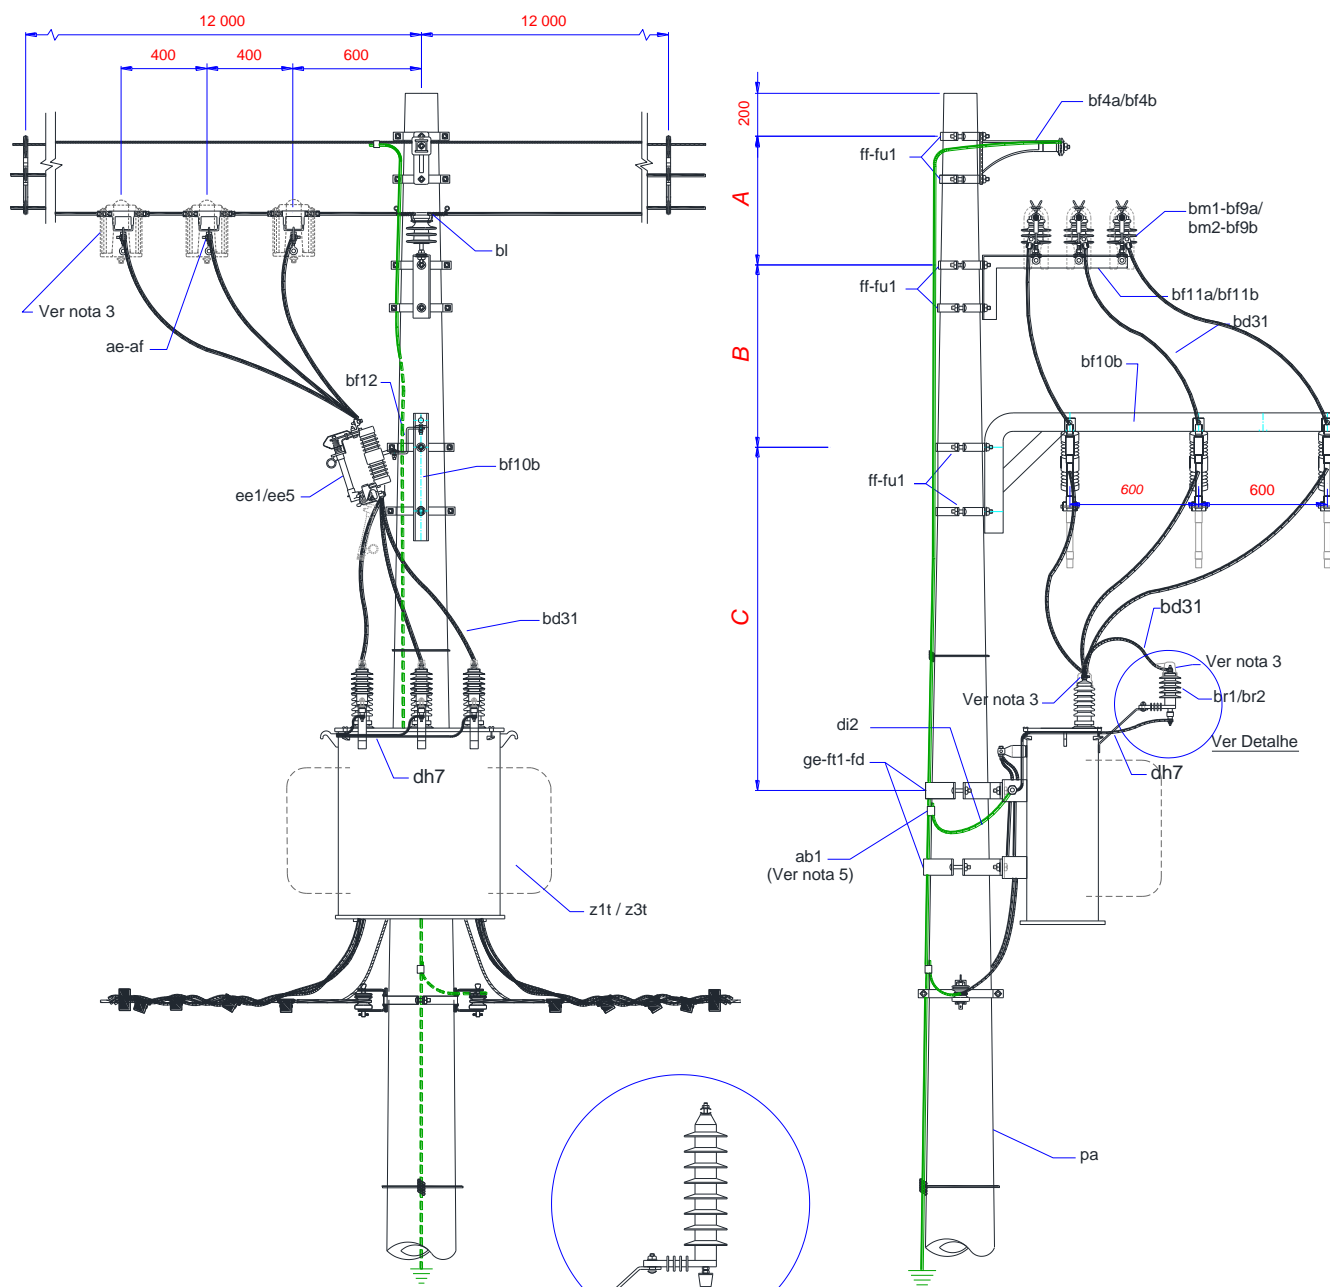 12 000
12 000
400
400
600
200
bf4a/bf4b
ff-fu1
A
bm1-bf9a/
bm2-bf9b
bl
ff-fu1
bf11a/bf11b
Ver nota 3
bd31
ae-af
B
bf10b
bf12
bf10b
ee1/ee5
ff-fu1
600
600
C
bd31
bd31
Ver nota 3
Ver nota 3
br1/br2
di2
Ver Detalhe
ge-ft1-fd
dh7
dh7
ab1
(Ver nota 5)
z1t / z3t
pa